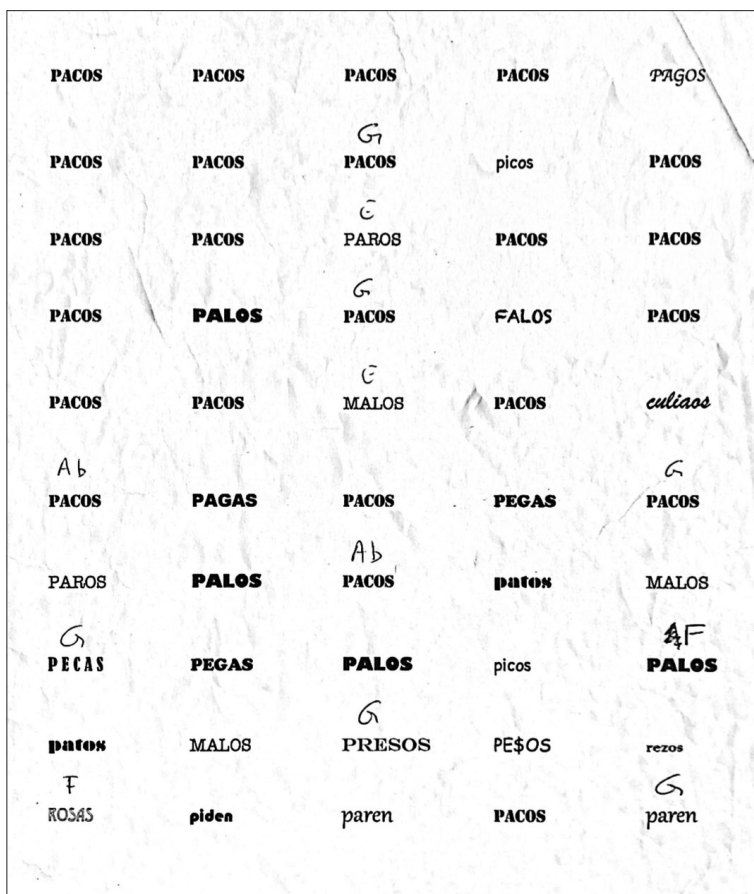 PACOS PACOS PACOS PACOS PAGOS
G
PACOS PACOS PACOS picos PACOS
E
PACOS PACOS PAROS PACOS PACOS
G
PACOS PALOS PACOS FALOS PACOS
E
PACOS PACOS MALOS PACOS culiaos
Ab G
PACOS PAGAS PACOS PEGAS PACOS
Ab
PAROS PALOS PACOS patos MALOS
G F
PECAS PEGAS PALOS picos PALOS
G
patos MALOS PRESOS PE$OS rezos
F G
ROSAS piden paren PACOS paren